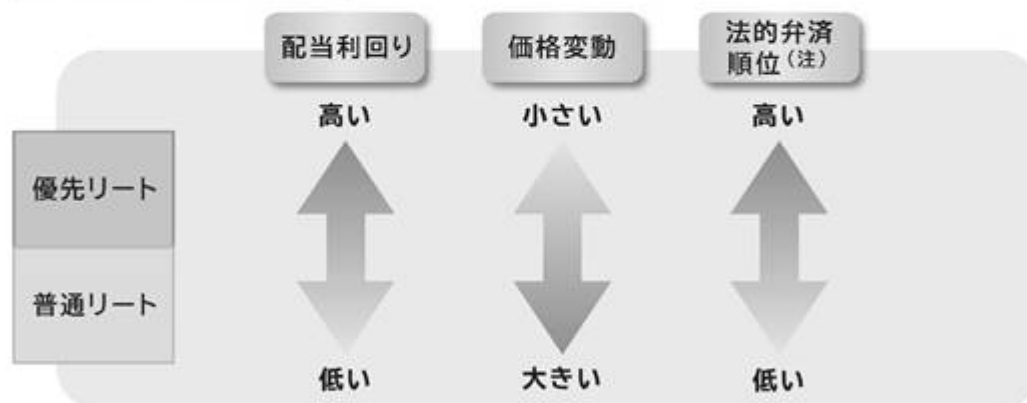 配当利回り
価格変動
法的弁済
順位(注)
高い
小さい
高い
優先リート
普通リート
低い
大きい
低い